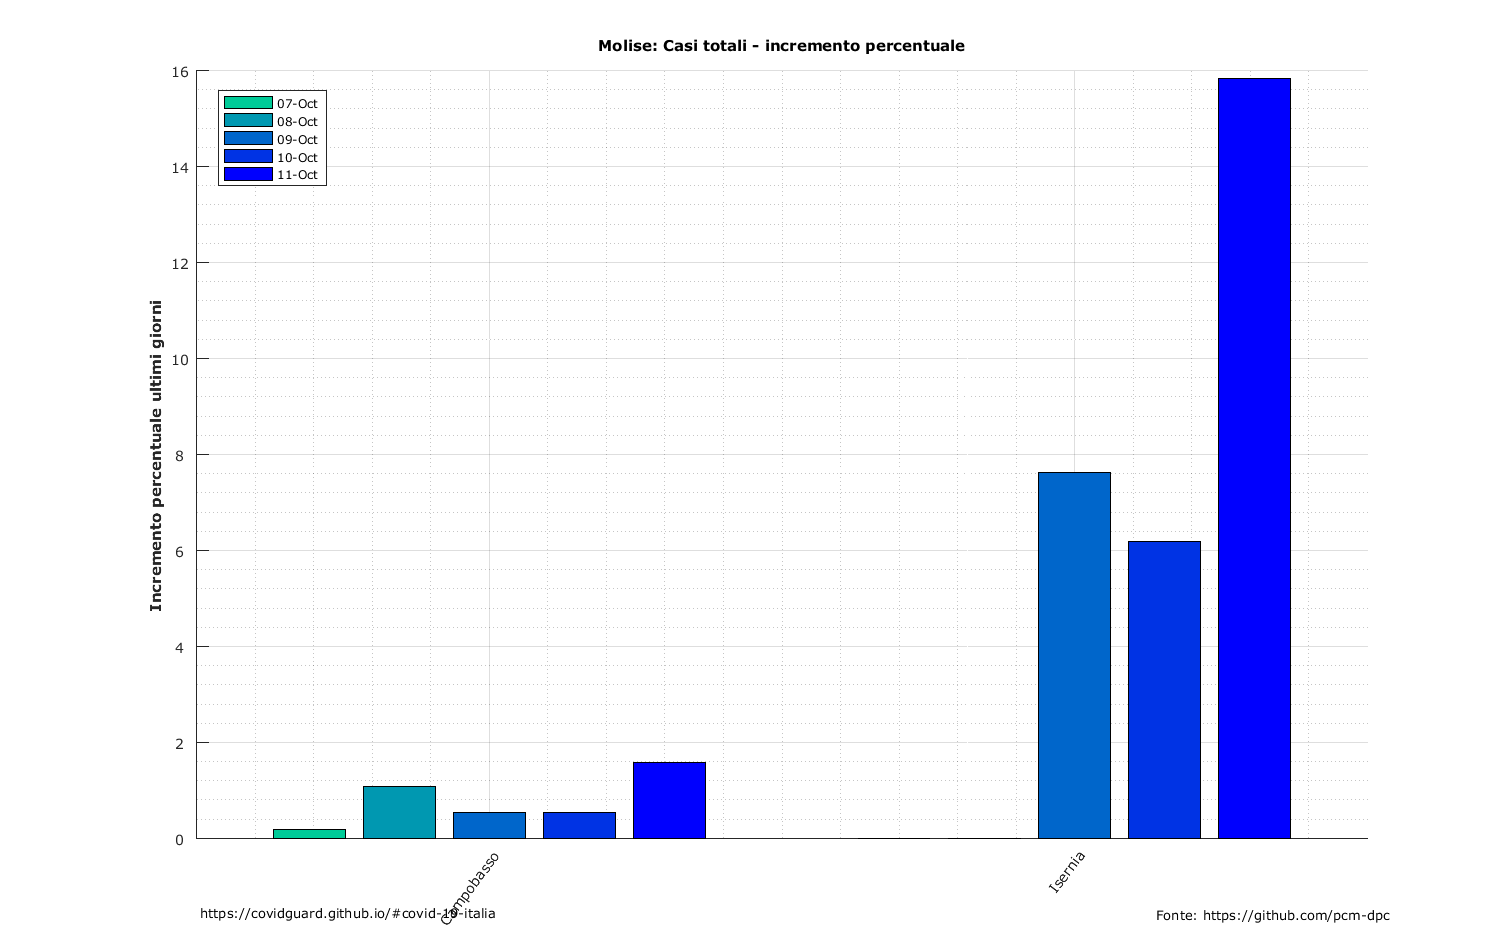 Molise: Casi totali - incremento percentuale
16
14
12
10
8
6
4
2
0
Incremento percentuale ultimi giorni
07-Oct
08-Oct
09-Oct
10-Oct
11-Oct
Campobasso
Isernia
https://covidguard.github.io/#covid-19-italia
Fonte: https://github.com/pcm-dpc